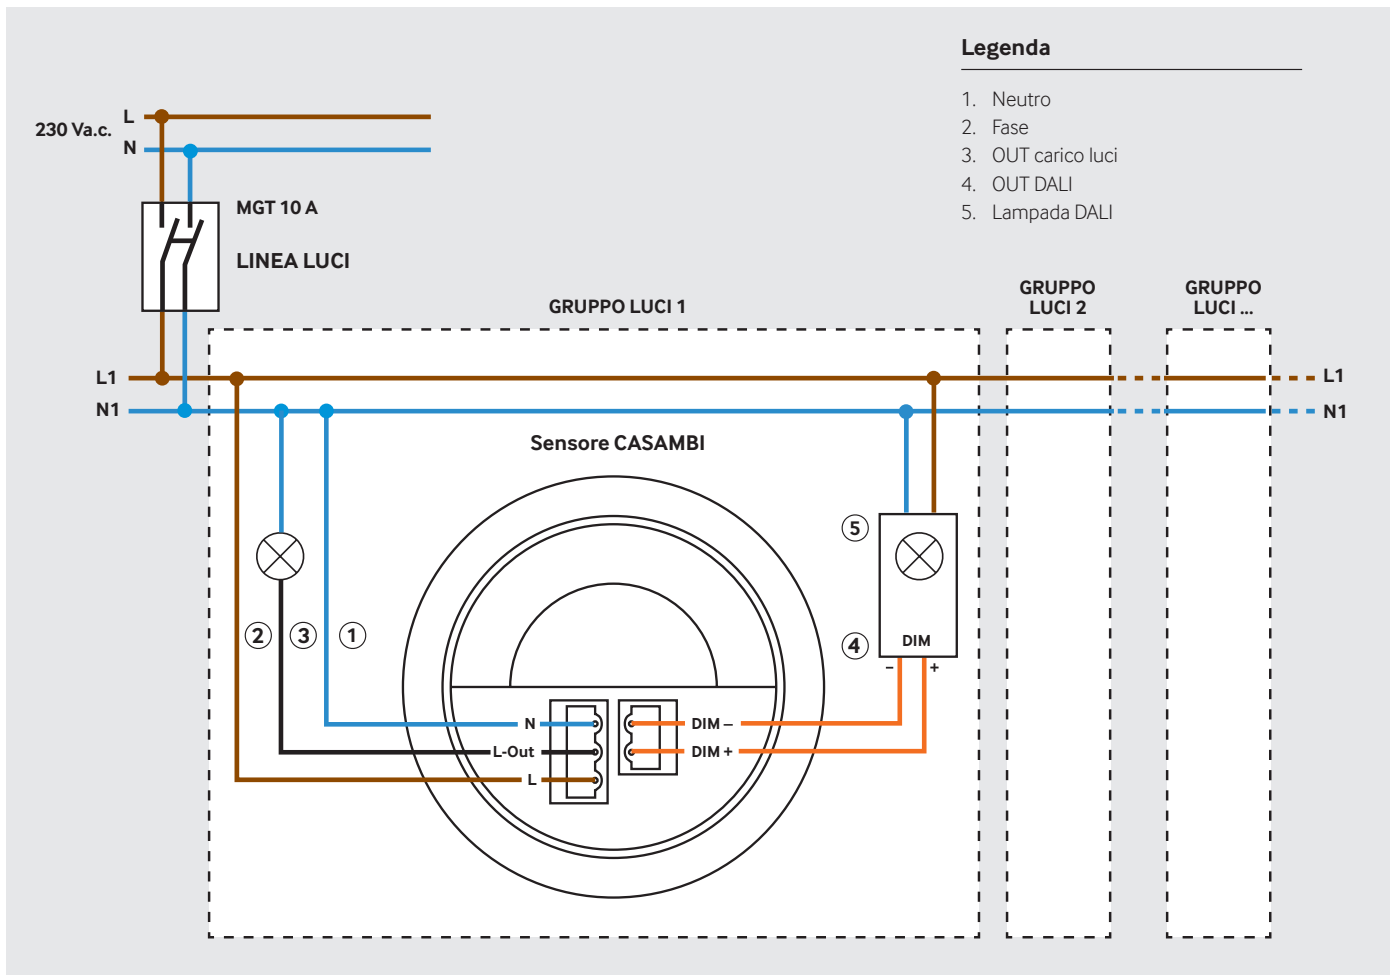 Legenda
1. Neutro
2. Fase
3. OUT carico luci
4. OUT DALI
5. Lampada DALI
L
230 Va.c.
N
MGT 10 A
LINEA LUCI
GRUPPO LUCI 1
GRUPPO
LUCI 2
GRUPPO
LUCI ...
L1
L1
N1
N1
Sensore CASAMBI
5
2
3
1
4
DIM
– +
N
DIM –
L-Out
DIM +
L